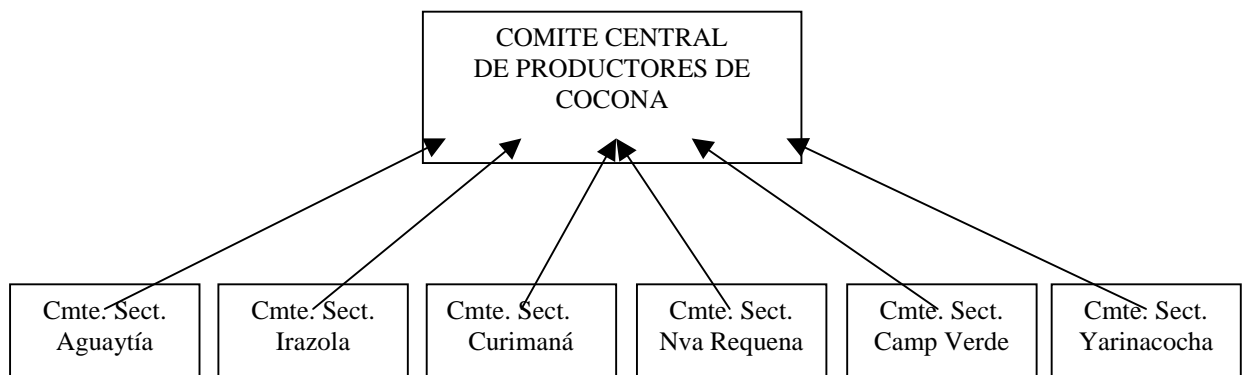 COMITE CENTRAL
DE PRODUCTORES DE
COCONA
Cmte. Sect.
Aguaytía
Cmte. Sect.
Irazola
Cmte. Sect.
Curimaná
Cmte. Sect.
Nva Requena
Cmte. Sect.
Camp Verde
Cmte. Sect.
Yarinacocha